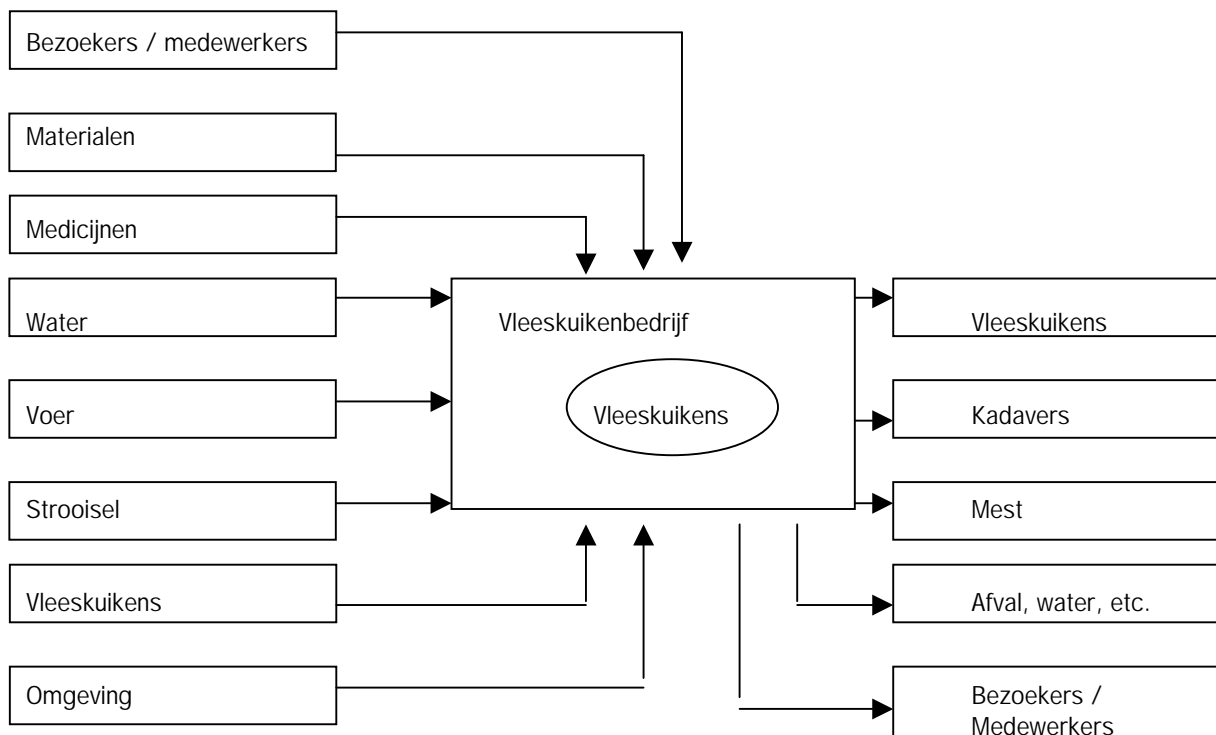 Bezoekers / medewerkers
Materialen
Medicijnen
Water
Voer
Strooisel
Vleeskuikens
Omgeving
Vleeskuikenbedrijf
Vleeskuikens
Vleeskuikens
Kadavers
Mest
Afval, water, etc.
Bezoekers /
Medewerkers